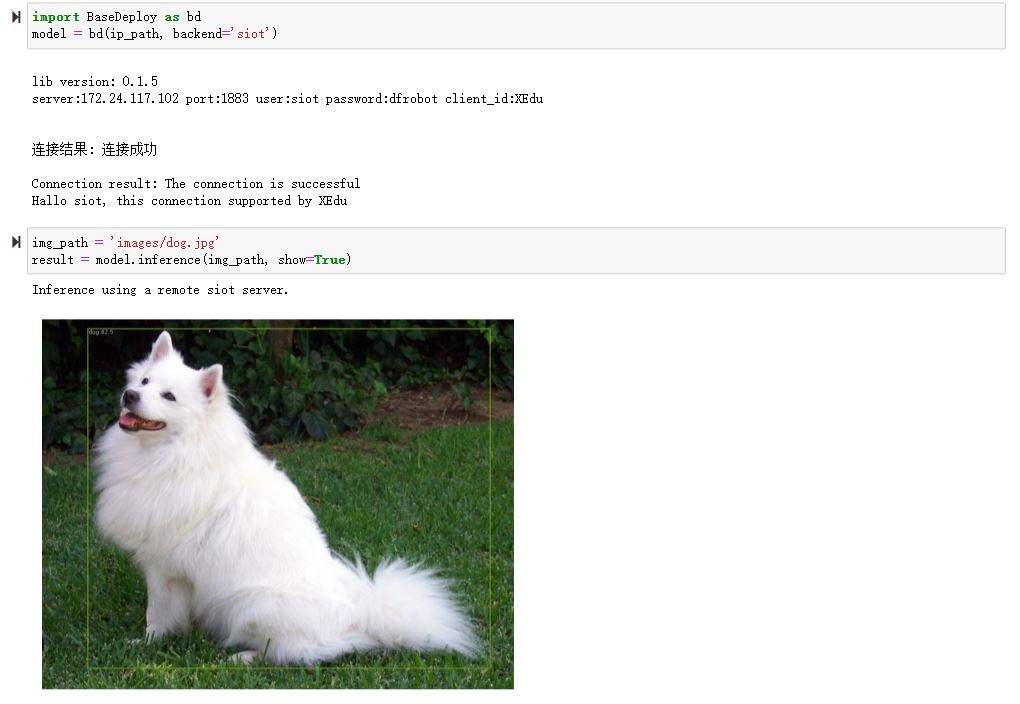 import BaseDeploy as bd
model = bd(ip_path, backend='siot')
lib version: 0.1.5
server:172.24.117.102 port:1883 user:siot password:dfrobot client_id:XEdu
连接结果: 连接成功
Connection result: The connection is successful
Hallo siot, this connection supported by XEdu
img_path = 'images/dog.jpg'
result = model.inference(img_path, show=True)
Inference using a remote siot server.
dog:82.5